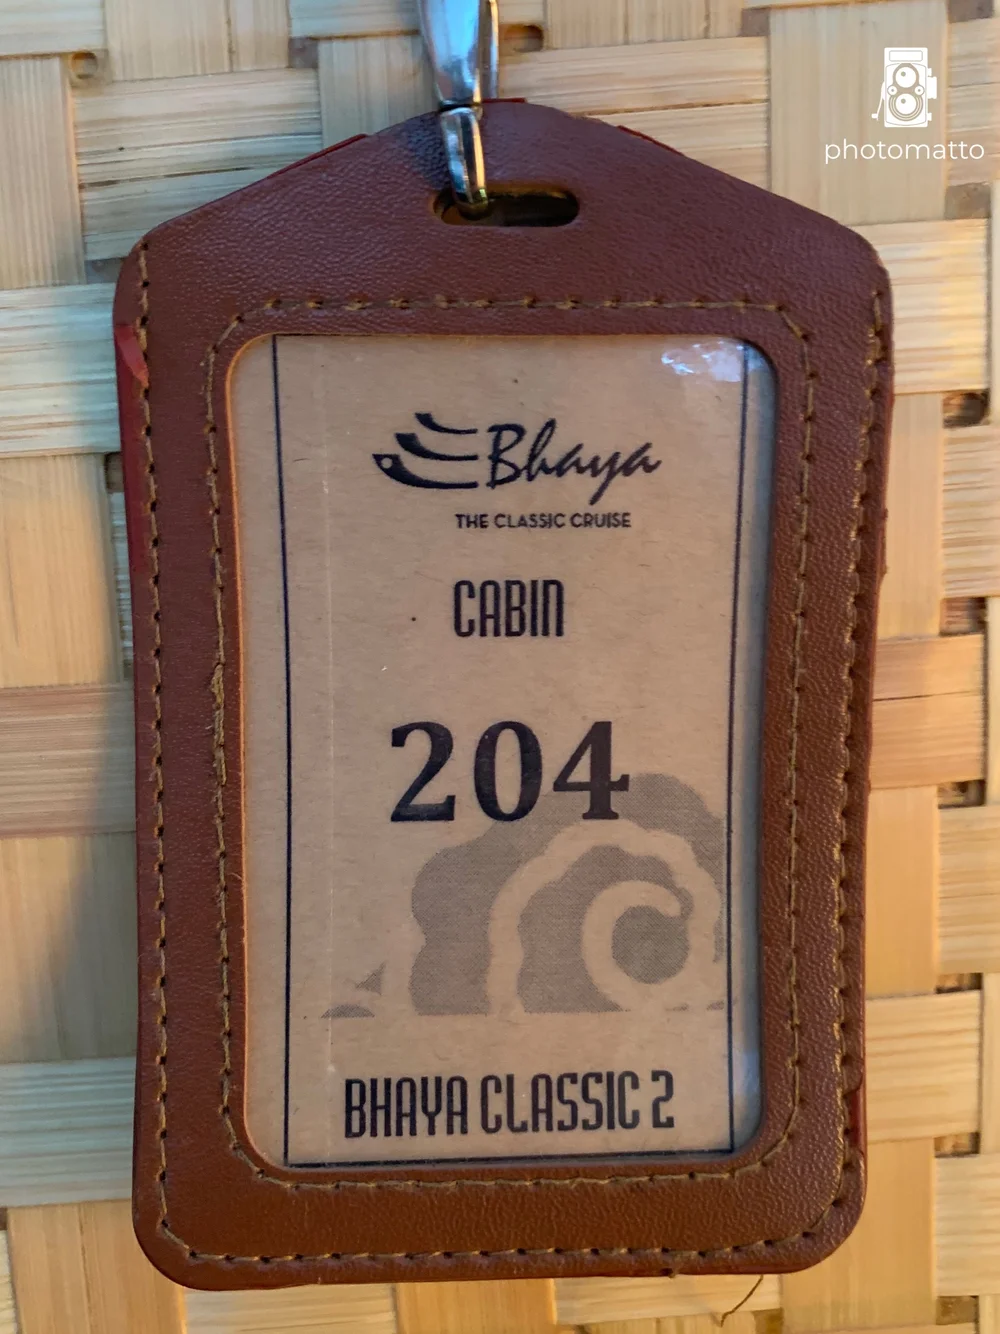 photomatto
Bhaya
THE CLASSIC CRUISE
CABIN
204
BHAYA CLASSIC 2